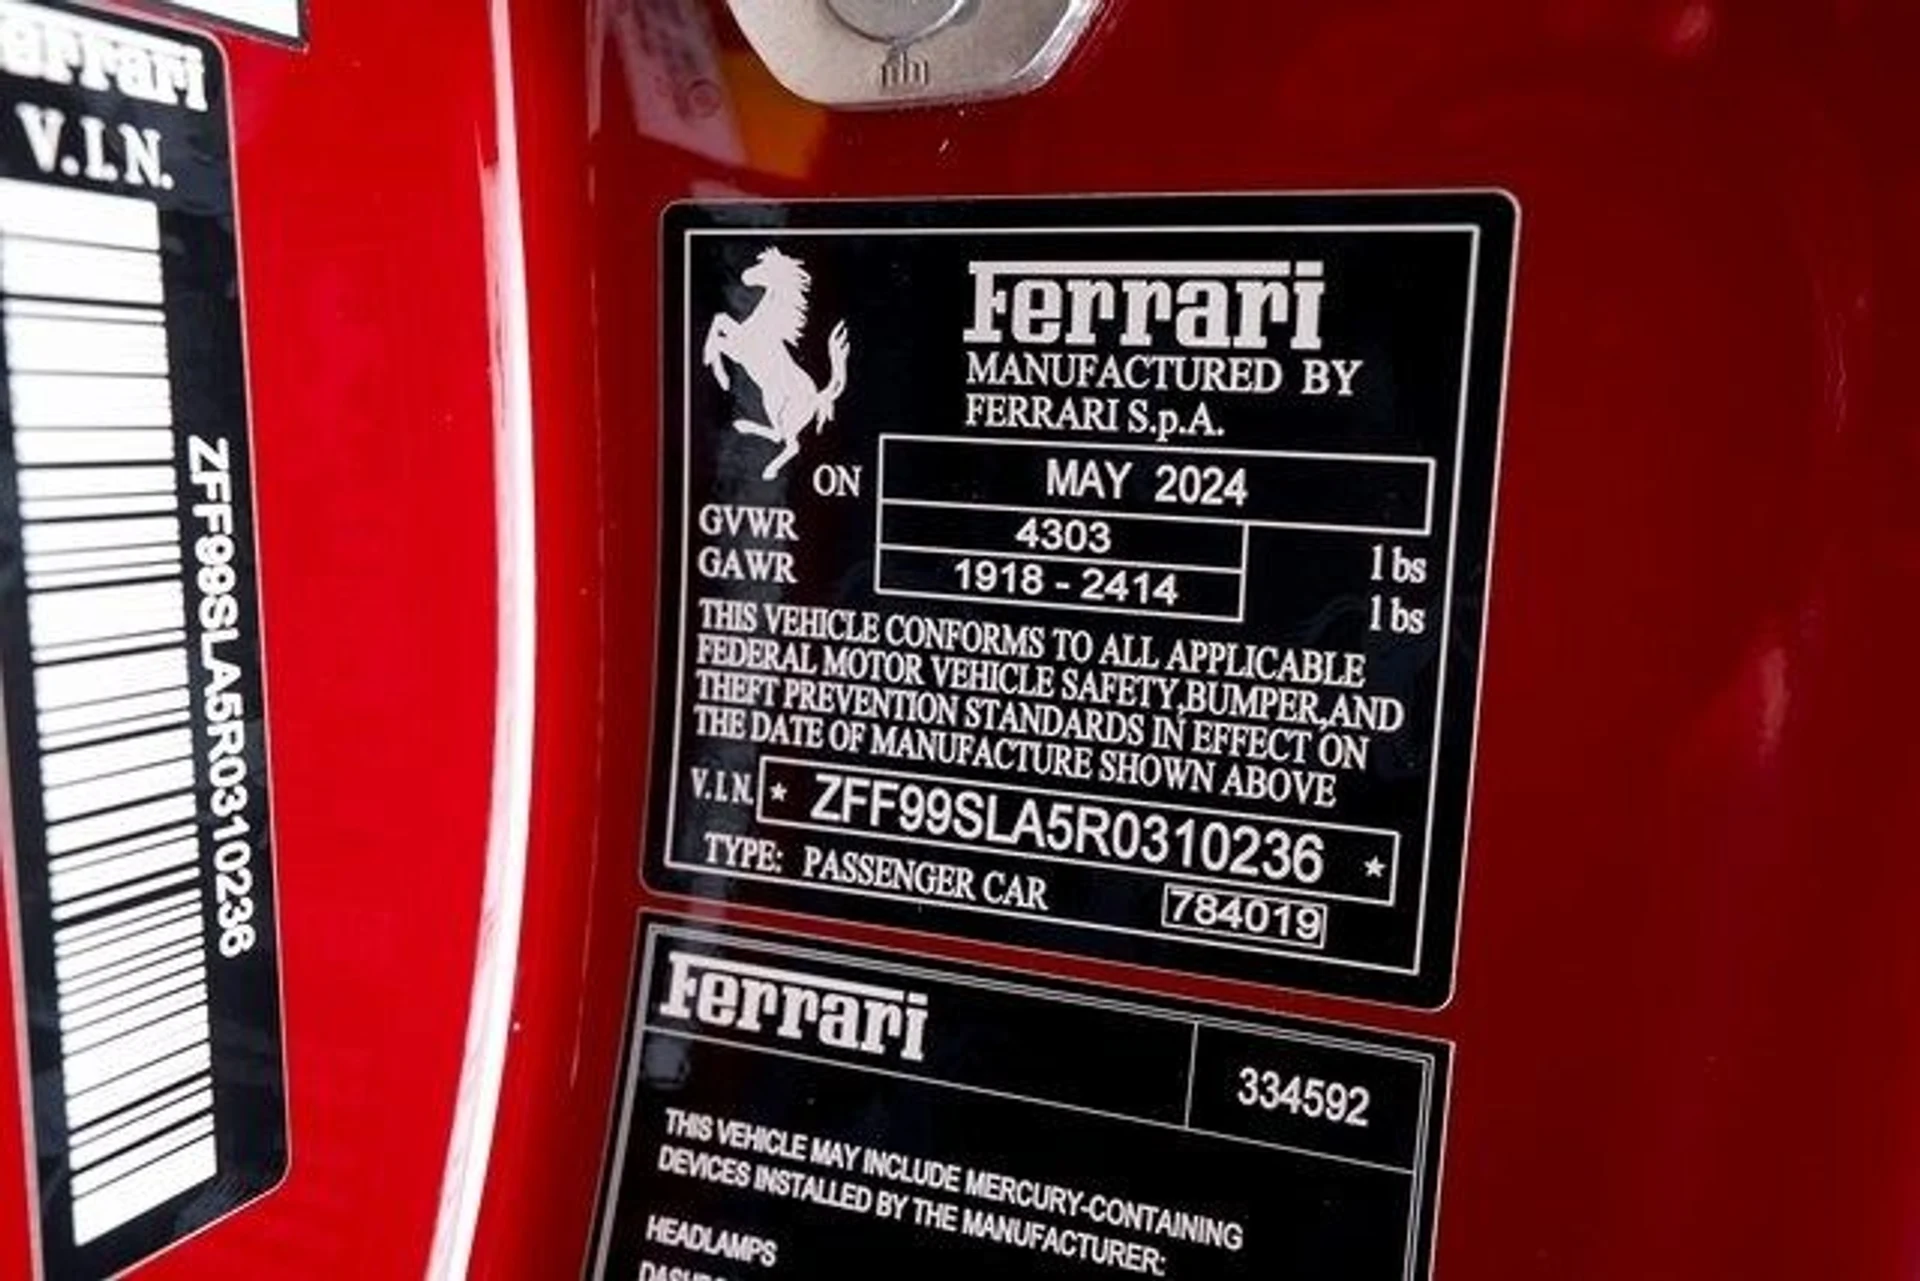 Ferrari
V.I.N.
ZFF99SLA5R0310236
Ferrari
MANUFACTURED BY
FERRARI S.p.A.
ON MAY 2024
GVWR 4303 lbs
GAWR 1918 - 2414 lbs
THIS VEHICLE CONFORMS TO ALL APPLICABLE
FEDERAL MOTOR VEHICLE SAFETY,BUMPER,AND
THEFT PREVENTION STANDARDS IN EFFECT ON
THE DATE OF MANUFACTURE SHOWN ABOVE
V.I.N. * ZFF99SLA5R0310236 *
TYPE: PASSENGER CAR 784019
Ferrari 334592
THIS VEHICLE MAY INCLUDE MERCURY-CONTAINING
DEVICES INSTALLED BY THE MANUFACTURER:
HEADLAMPS